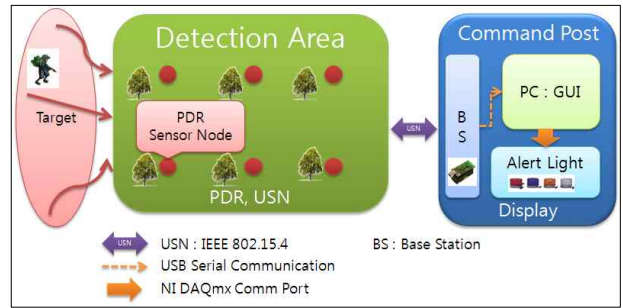 Detection Area
Target
PDR
Sensor Node
PDR, USN
USN
Command Post
B
S
PC : GUI
Alert Light
Display
USN
USN : IEEE 802.15.4
BS : Base Station
USB Serial Communication
NI DAQmx Comm Port